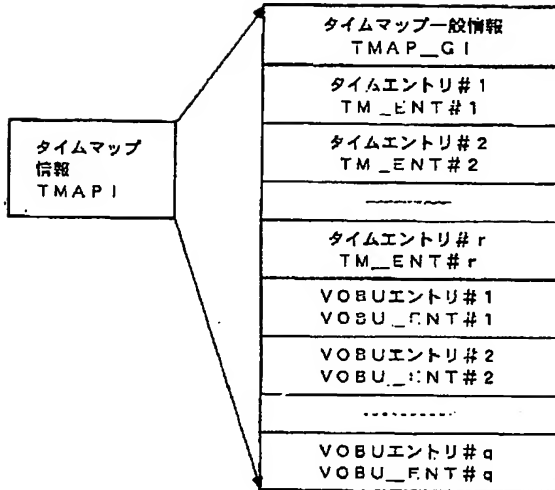 タイムマップ
情報
TMAPI
タイムマップ一般情報
TMAP_GI
タイムエントリ#1
TM_ENT#1
タイムエントリ#2
TM_ENT#2
タイムエントリ#r
TM_ENT#r
VOBUエントリ#1
VOBU_ENT#1
VOBUエントリ#2
VOBU_ENT#2
VOBUエントリ#q
VOBU_ENT#q